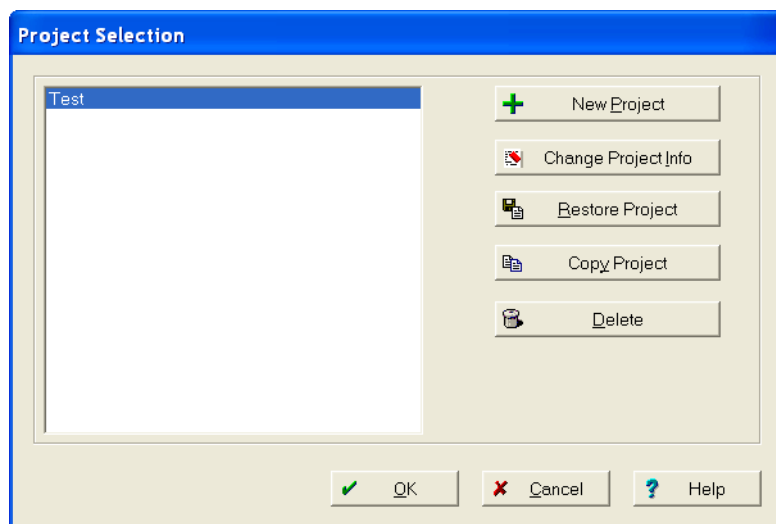 Project Selection
Test
New Project
Change Project Info
Restore Project
Copy Project
Delete
OK
Cancel
Help